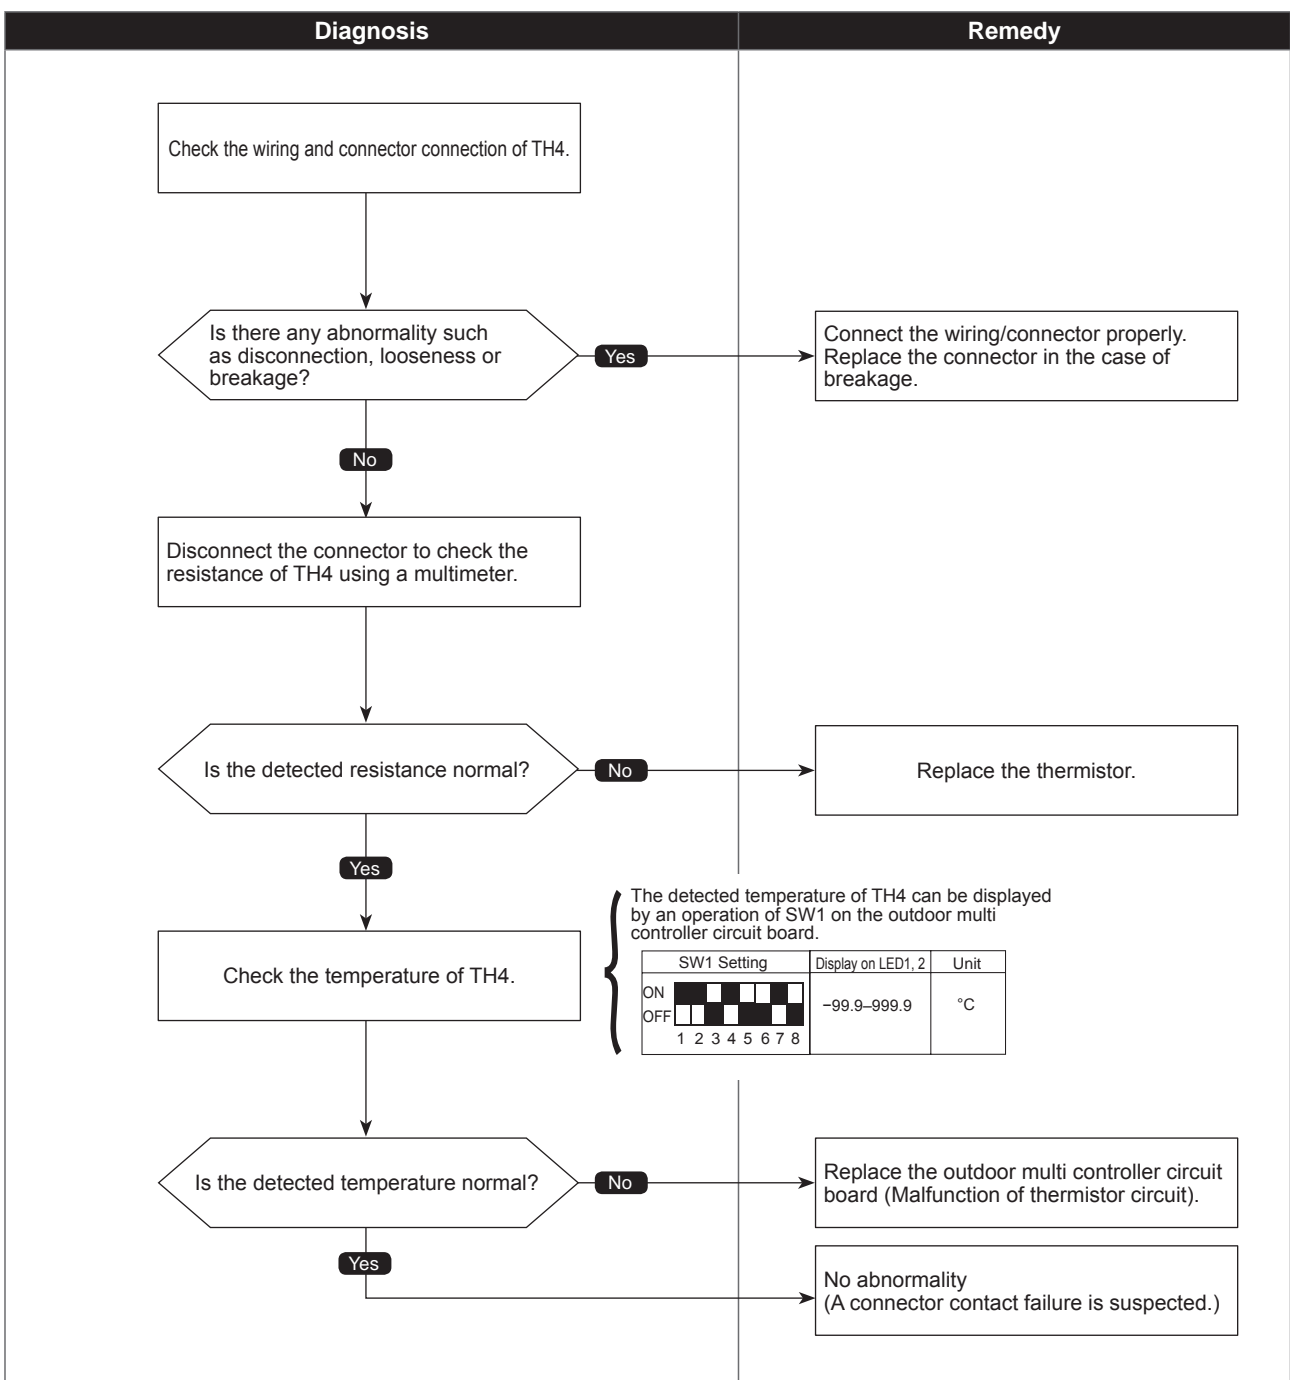 Diagnosis
Remedy
Check the wiring and connector connection of TH4.
Is there any abnormality such
as disconnection, looseness or
breakage?
Yes
Connect the wiring/connector properly.
Replace the connector in the case of
breakage.
No
Disconnect the connector to check the
resistance of TH4 using a multimeter.
Is the detected resistance normal?
No
Replace the thermistor.
Yes
Check the temperature of TH4.
The detected temperature of TH4 can be displayed
by an operation of SW1 on the outdoor multi
controller circuit board.
SW1 Setting
Display on LED1, 2
Unit
ON
OFF
1 2 3 4 5 6 7 8
−99.9–999.9
°C
Is the detected temperature normal?
No
Replace the outdoor multi controller circuit
board (Malfunction of thermistor circuit).
Yes
No abnormality
(A connector contact failure is suspected.)